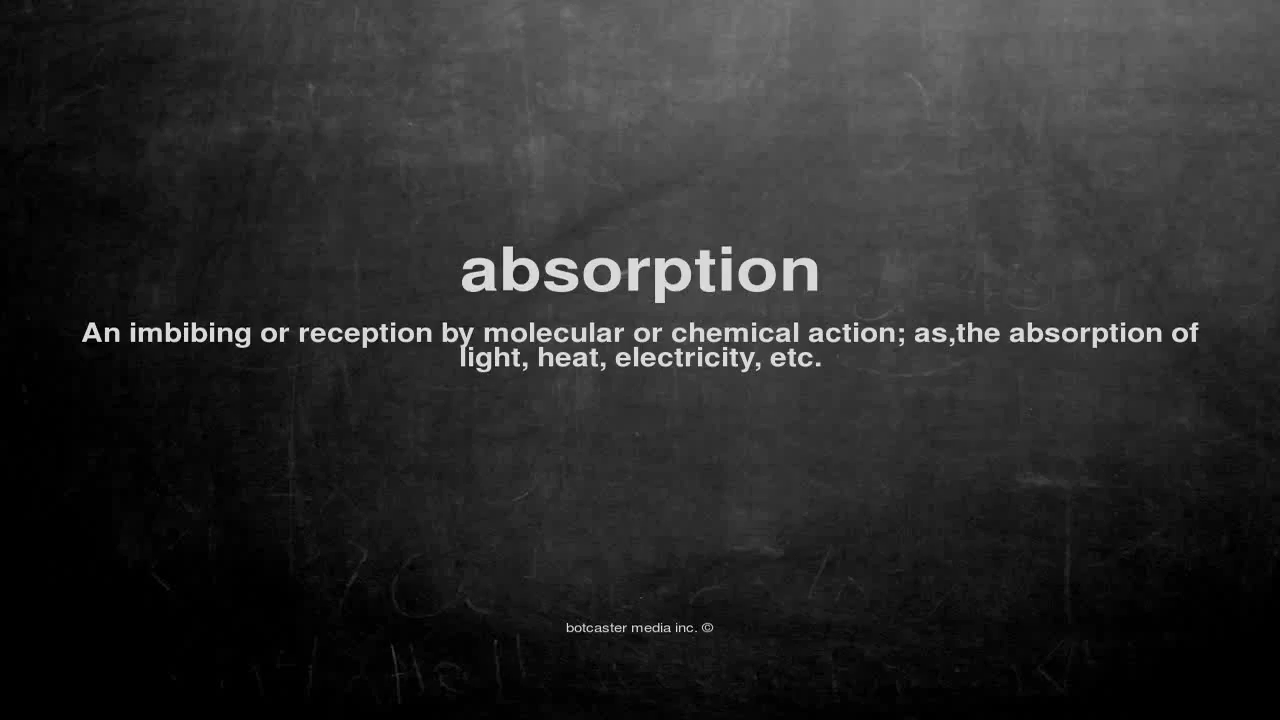 absorption
An imbibing or reception by molecular or chemical action; as,the absorption of
light, heat, electricity, etc.
botcaster media inc. ©